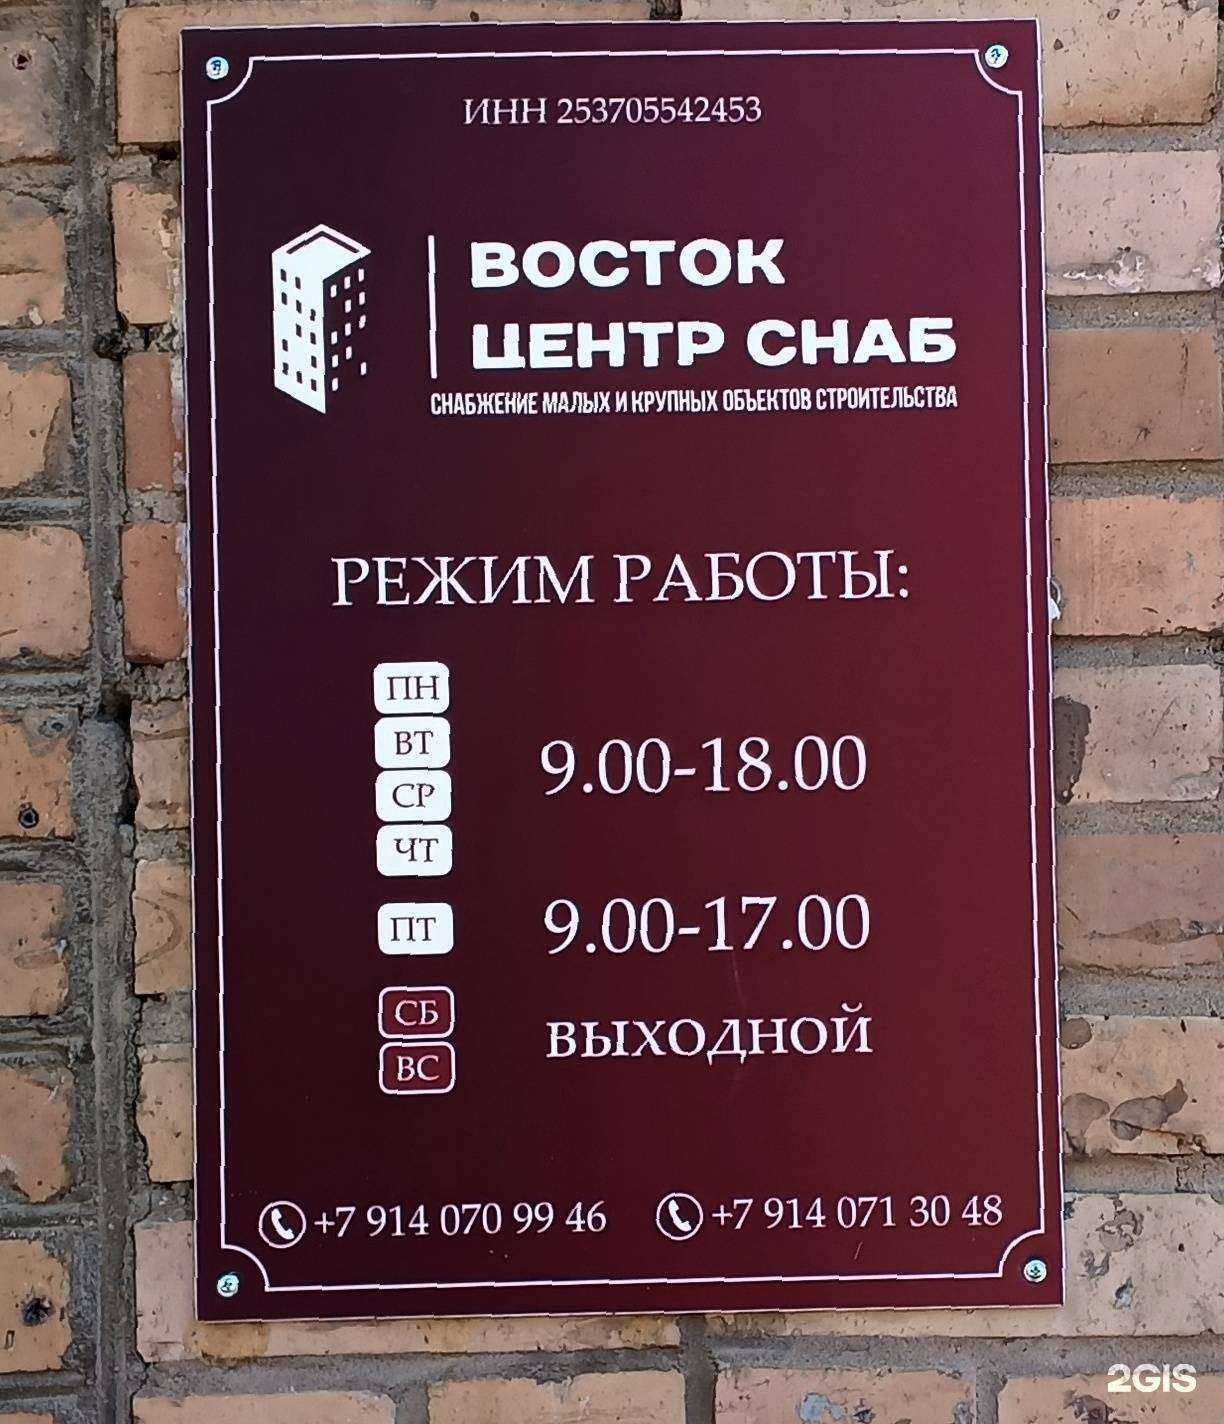 ИНН 253705542453
ВОСТОК
ЦЕНТР СНАБ
СНАБЖЕНИЕ МАЛЫХ И КРУПНЫХ ОБЪЕКТОВ СТРОИТЕЛЬСТВА
РЕЖИМ РАБОТЫ:
ПН
ВТ
СР
ЧТ
9.00-18.00
ПТ 9.00-17.00
СБ
ВС
ВЫХОДНОЙ
+7 914 070 99 46 +7 914 071 30 48
2GIS